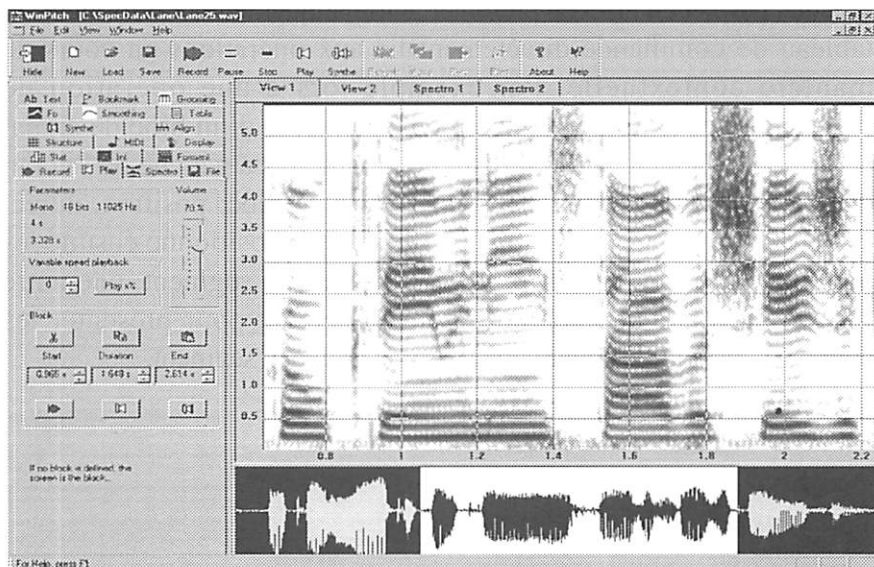 WinPitch [C:\SpecData\Lane\Lane25.wav]
File Edit View Window Help
Hide New Load Save Record Pause Stop Play Synthe About Help
View 1 View 2 Spectro 1 Spectro 2
Ab Text Bookmark Grouping
Fo Smoothing Table
Synthe Align
Structure MIDI Display
Stat Int Formant
Record Play Spectro File
Parameters Volume
Mono 16 bits 11025 Hz 70 %
4 s
3.328 s
Variable speed playback
0 Play x%
Block
Start Duration End
0.965 s 1.649 s 2.614 s
If no block is defined, the
screen is the block...
5.0
4.5
4.0
3.5
3.0
2.5
2.0
1.5
1.0
0.5
0.8 1 1.2 1.4 1.6 1.8 2 2.2
For Help, press F1